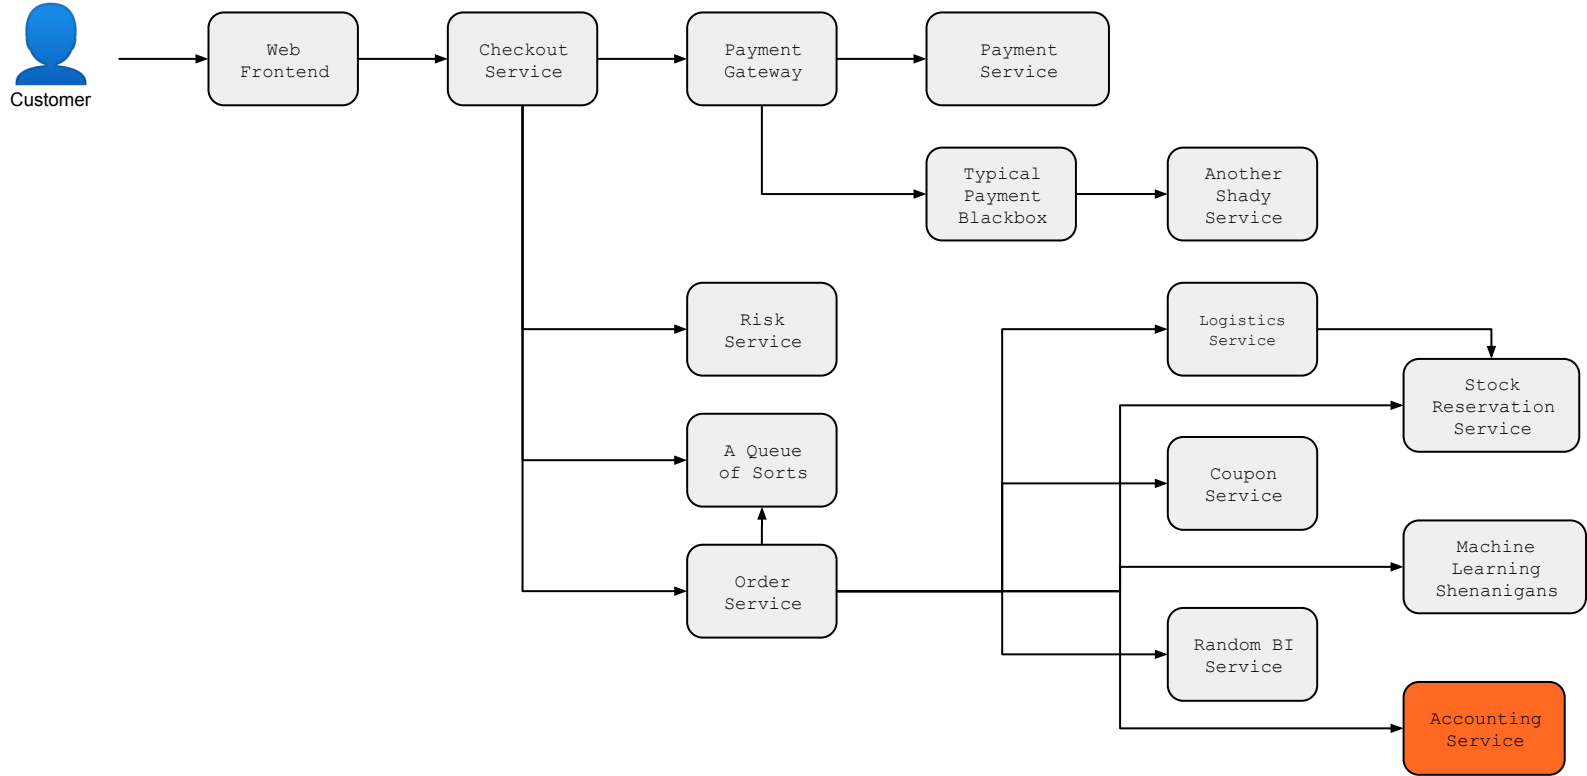 Customer
Web
Frontend
Checkout
Service
Payment
Gateway
Payment
Service
Typical
Payment
Blackbox
Another
Shady
Service
Risk
Service
Logistics
Service
Stock
Reservation
Service
A Queue
of Sorts
Coupon
Service
Order
Service
Machine
Learning
Shenanigans
Random BI
Service
Accounting
Service